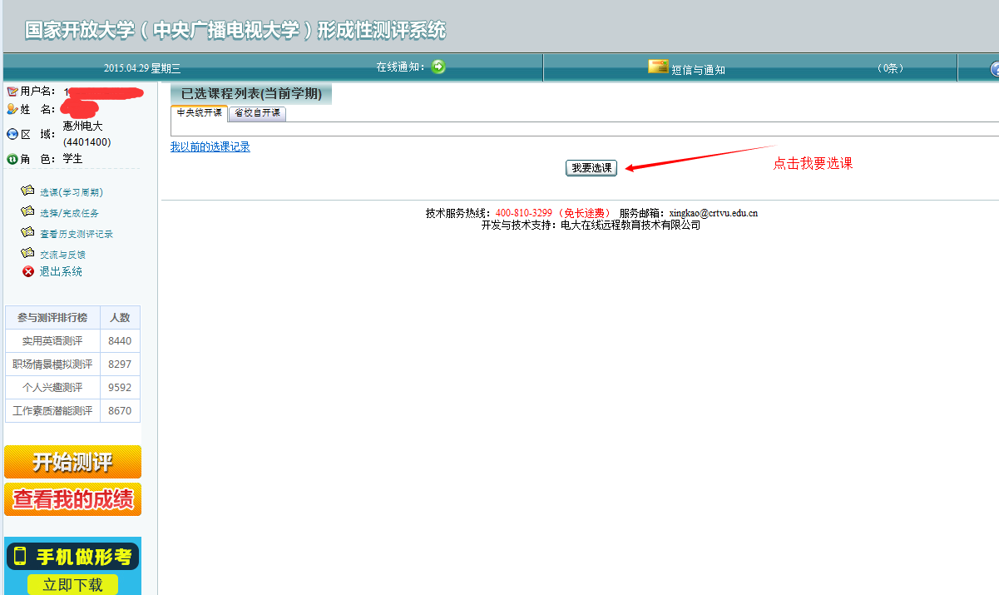 国家开放大学（中央广播电视大学）形成性测评系统
2015.04.29 星期三
在线通知：
短信与通知
（0条）
用户名： 1
姓 名：
区 域： 惠州电大
(4401400)
角 色： 学生
选课(学习周期)
选择/完成任务
查看历史测评记录
交流与反馈
退出系统
参与测评排行榜 人数
实用英语测评 8440
职场情景模拟测评 8297
个人兴趣测评 9592
工作素质潜能测评 8670
开始测评
查看我的成绩
手机做形考
立即下载
已选课程列表(当前学期)
中央统开课 省校自开课
我以前的选课记录
我要选课
点击我要选课
技术服务热线：400-810-3299 （免长途费） 服务邮箱：xingkao@crtvu.edu.cn
开发与技术支持：电大在线远程教育技术有限公司